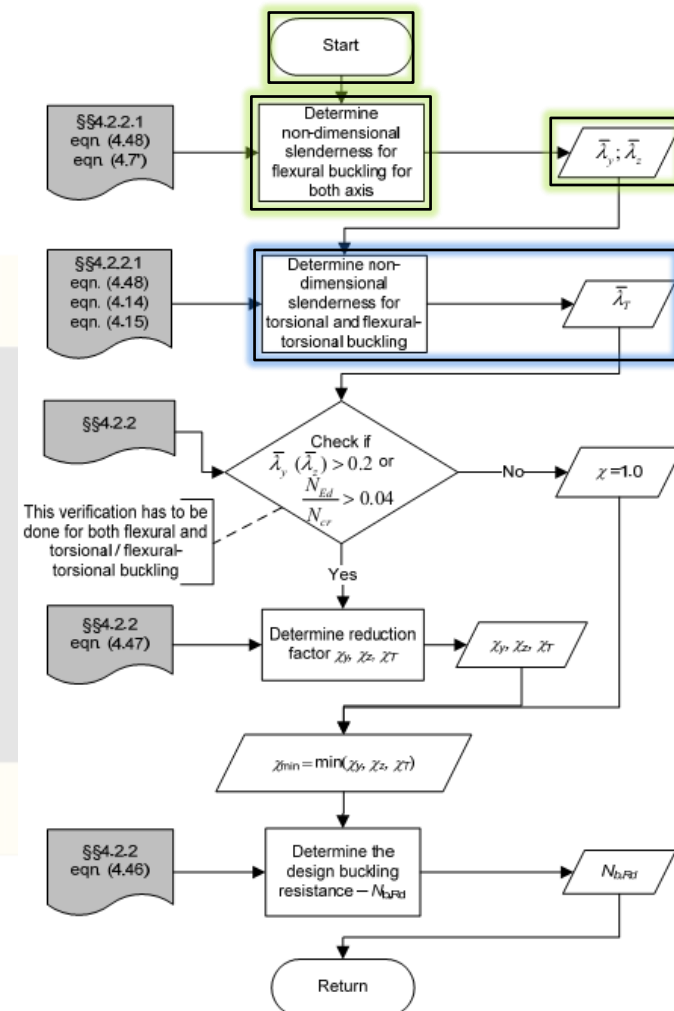 Start
§§4.2.2.1
eqn. (4.48)
eqn. (4.7*)
Determine
non-dimensional
slenderness for
flexural buckling for
both axis
λ̅y; λ̅z
§§4.2.2.1
eqn. (4.48)
eqn. (4.14)
eqn. (4.15)
Determine non-
dimensional
slenderness for
torsional and flexural-
torsional buckling
λ̅T
§§4.2.2
Check if
λ̅y (λ̅z) > 0.2 or
NEd
Ncr
> 0.04
No
χ =1.0
This verification has to be
done for both flexural and
torsional / flexural-
torsional buckling
Yes
§§4.2.2
eqn. (4.47)
Determine reduction
factor χy, χz, χT
χy, χz, χT
χmin = min(χy, χz, χT)
§§4.2.2
eqn. (4.46)
Determine the
design buckling
resistance – Nb,Rd
Nb,Rd
Return